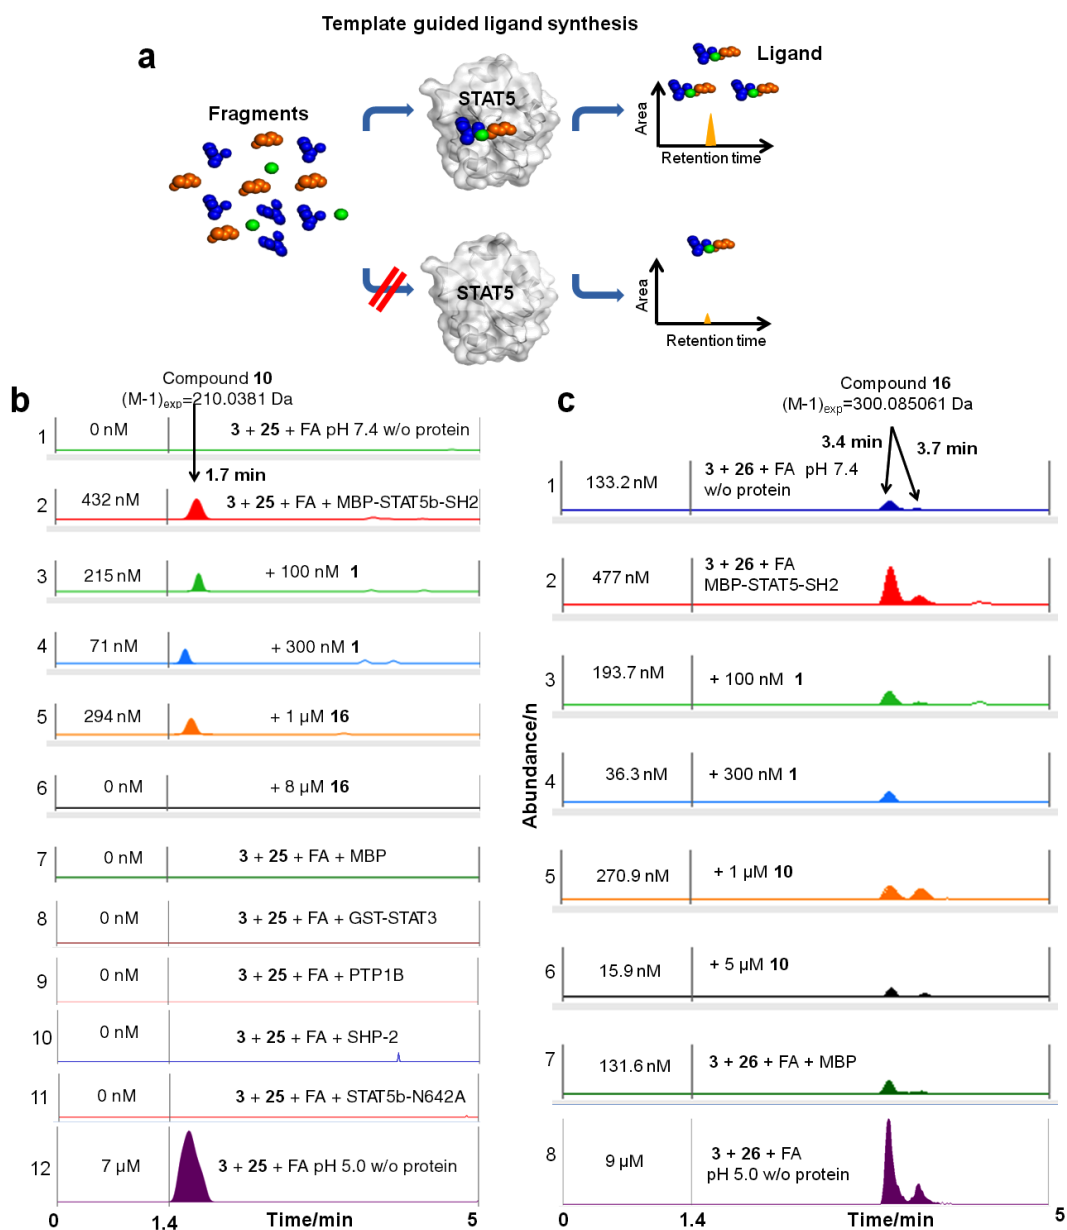 Template guided ligand synthesis
a
Fragments
STAT5
Ligand
Area
Retention time
STAT5
Area
Retention time
b
Compound 10
(M-1)exp=210.0381 Da
1 0 nM 3 + 25 + FA pH 7.4 w/o protein
1.7 min
2 432 nM 3 + 25 + FA + MBP-STAT5b-SH2
3 215 nM + 100 nM 1
4 71 nM + 300 nM 1
5 294 nM + 1 µM 16
6 0 nM + 8 µM 16
7 0 nM 3 + 25 + FA + MBP
8 0 nM 3 + 25 + FA + GST-STAT3
9 0 nM 3 + 25 + FA + PTP1B
10 0 nM 3 + 25 + FA + SHP-2
11 0 nM 3 + 25 + FA + STAT5b-N642A
12 7 µM 3 + 25 + FA pH 5.0 w/o protein
0 1.4 Time/min 5
c
Compound 16
(M-1)exp=300.085061 Da
3.4 min 3.7 min
1 133.2 nM 3 + 26 + FA pH 7.4
w/o protein
2 477 nM 3 + 26 + FA
MBP-STAT5-SH2
3 193.7 nM + 100 nM 1
Abundance/n
4 36.3 nM + 300 nM 1
5 270.9 nM + 1 µM 10
6 15.9 nM + 5 µM 10
7 131.6 nM 3 + 26 + FA + MBP
8 9 µM 3 + 26 + FA
pH 5.0 w/o protein
0 1.4 Time/min 5